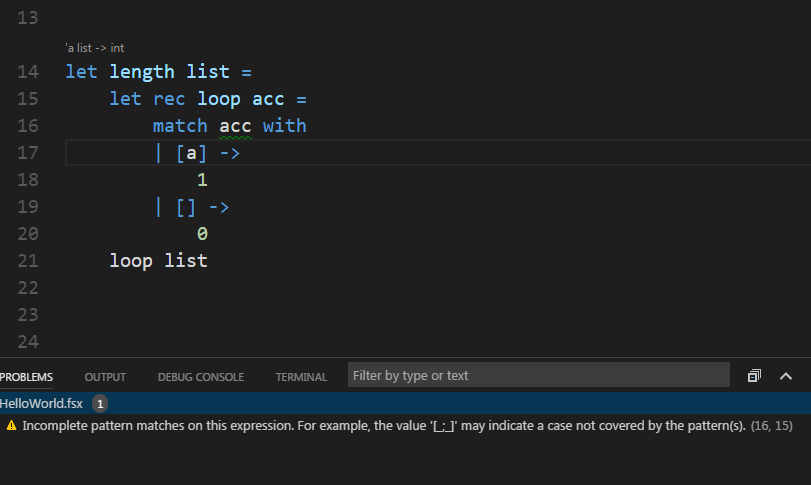 13
'a list -> int
14 let length list =
15 let rec loop acc =
16 match acc with
17 | [a] ->
18 1
19 | [] ->
20 0
21 loop list
22
23
24
PROBLEMS OUTPUT DEBUG CONSOLE TERMINAL Filter by type or text
HelloWorld.fsx 1
Incomplete pattern matches on this expression. For example, the value '[_;_]' may indicate a case not covered by the pattern(s). (16, 15)